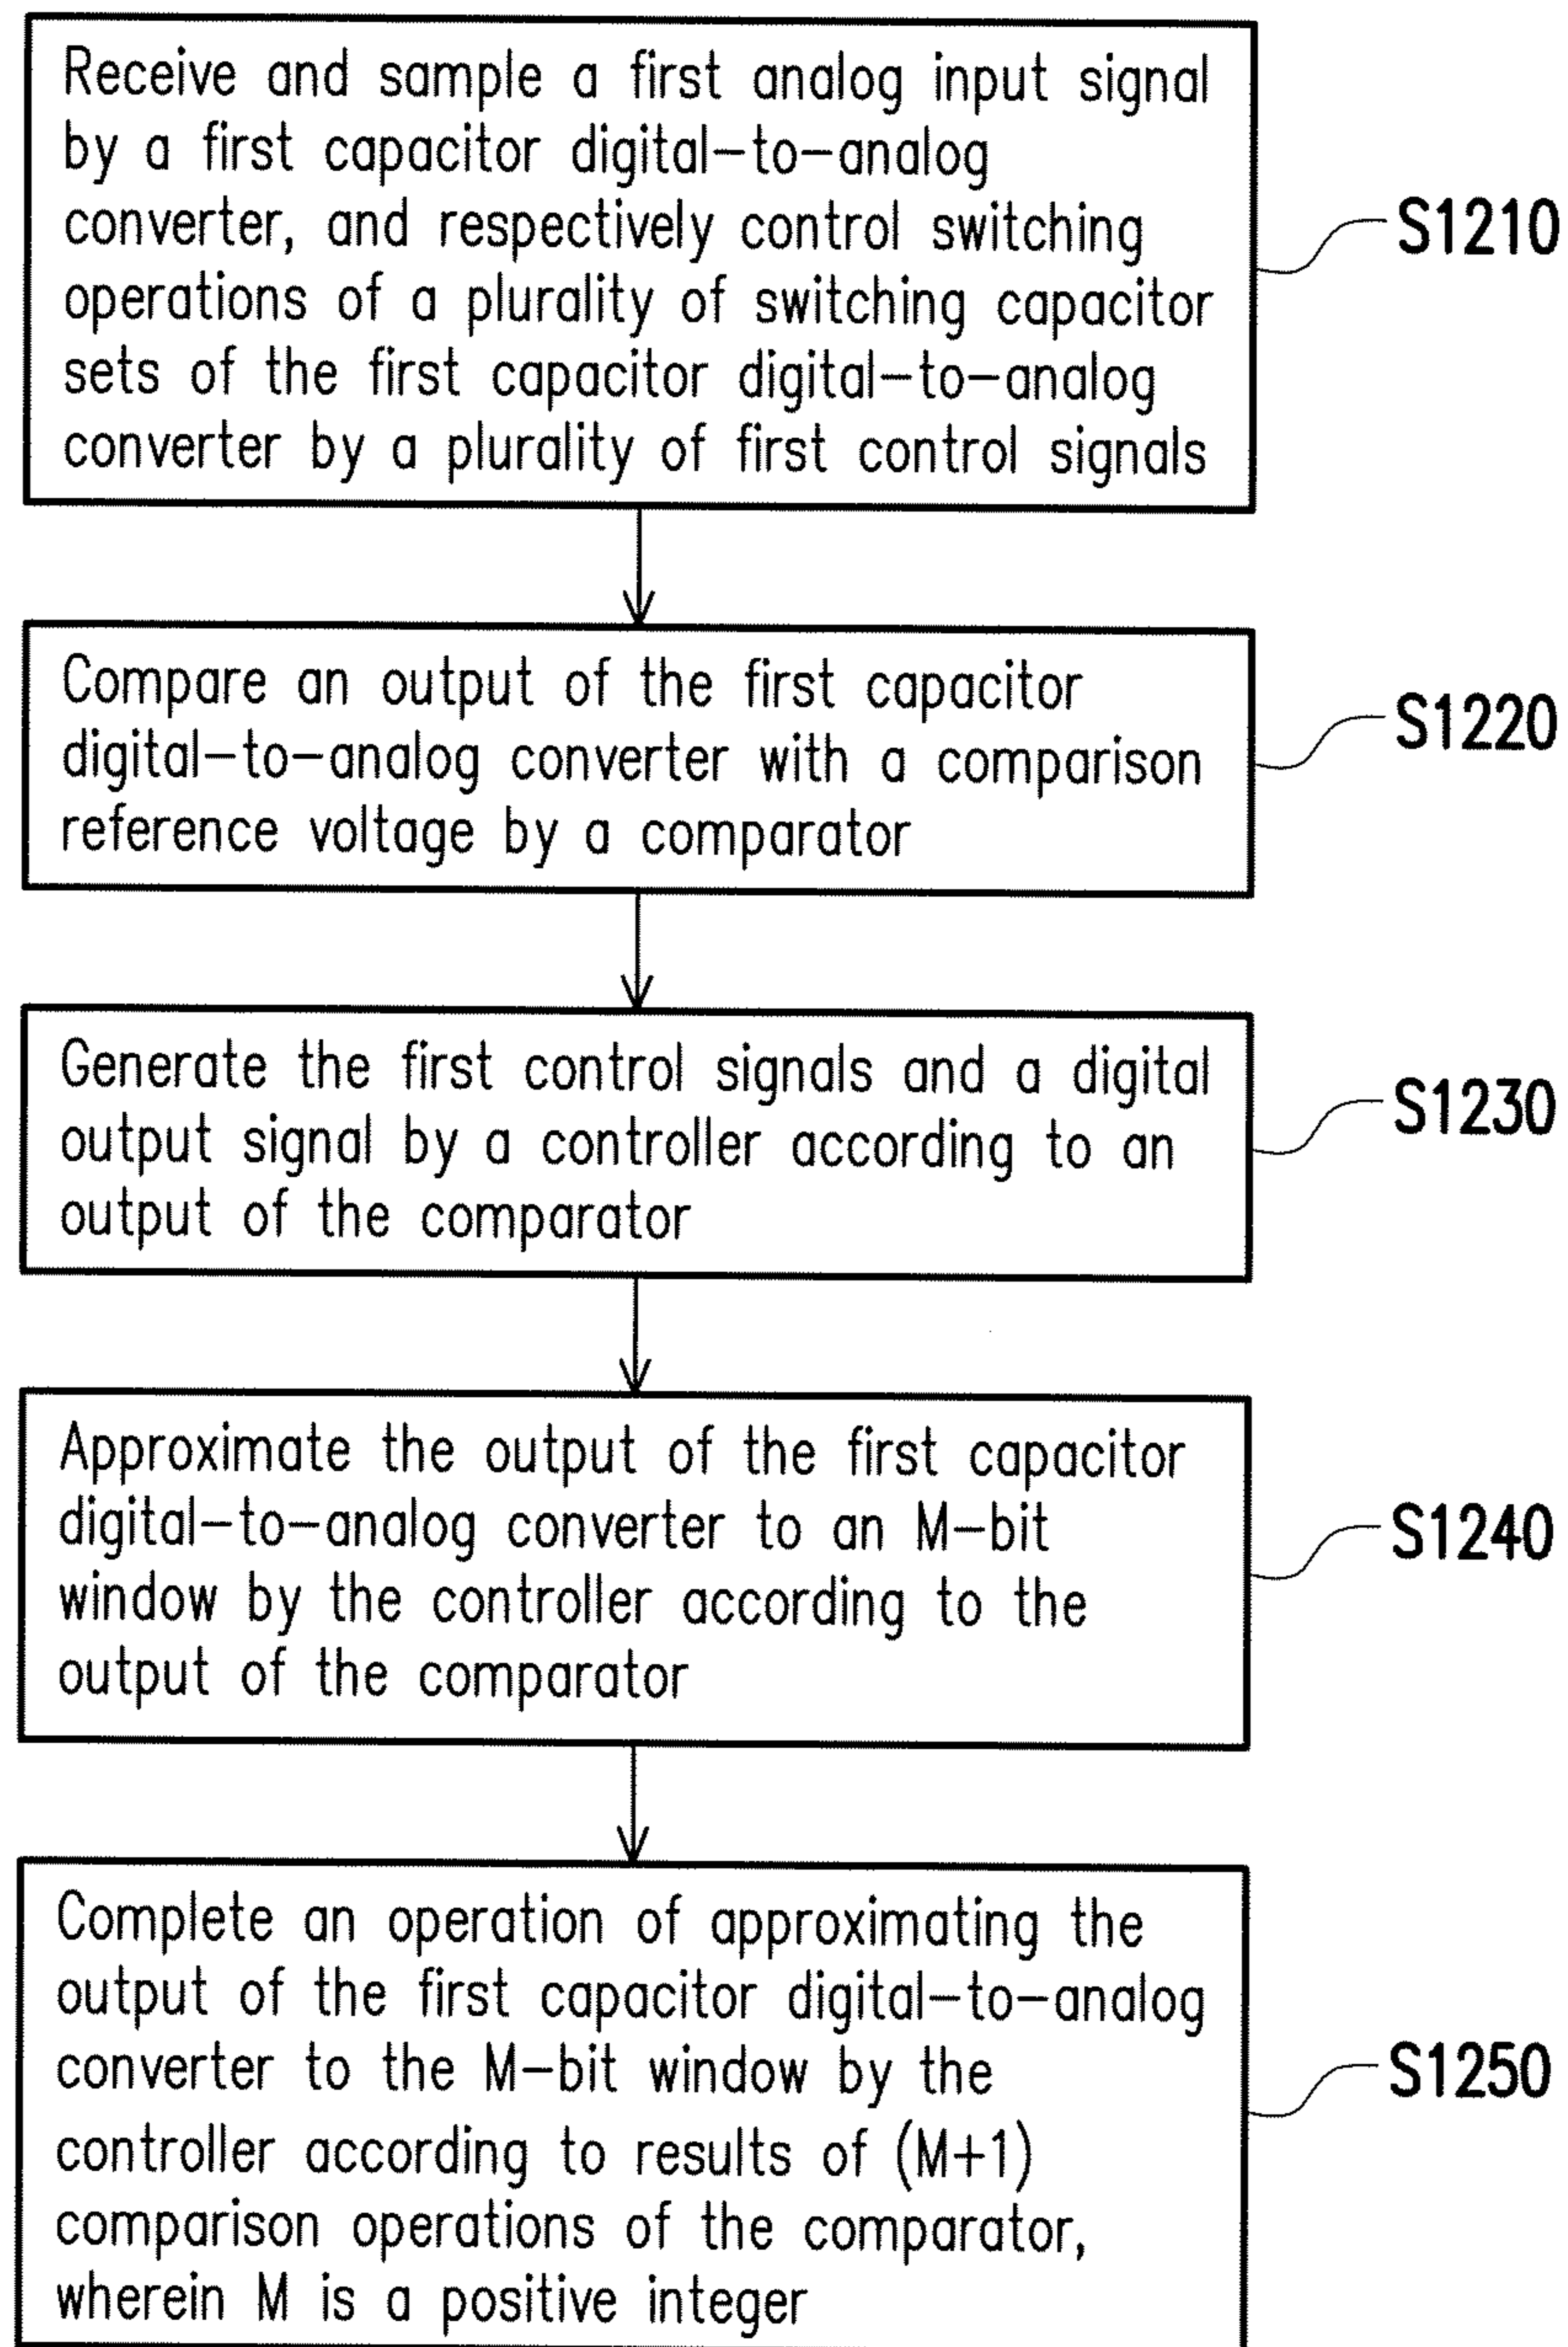 Receive and sample a first analog input signal
by a first capacitor digital-to-analog
converter, and respectively control switching
operations of a plurality of switching capacitor
sets of the first capacitor digital-to-analog
converter by a plurality of first control signals
S1210
Compare an output of the first capacitor
digital-to-analog converter with a comparison
reference voltage by a comparator
S1220
Generate the first control signals and a digital
output signal by a controller according to an
output of the comparator
S1230
Approximate the output of the first capacitor
digital-to-analog converter to an M-bit
window by the controller according to the
output of the comparator
S1240
Complete an operation of approximating the
output of the first capacitor digital-to-analog
converter to the M-bit window by the
controller according to results of (M+1)
comparison operations of the comparator,
wherein M is a positive integer
S1250